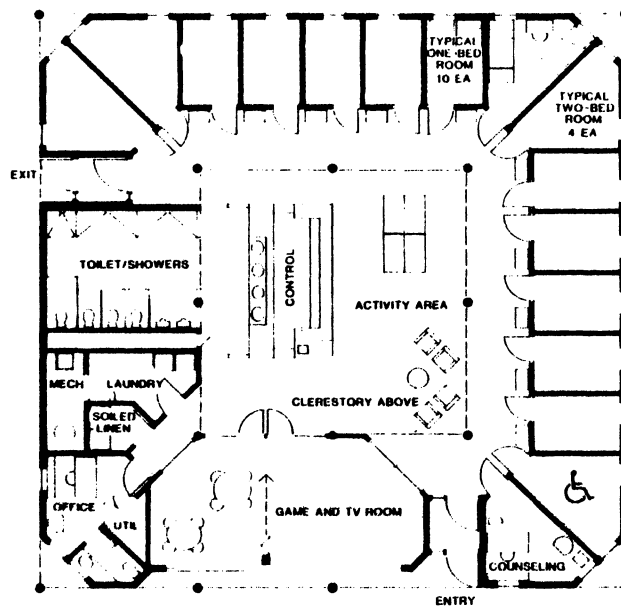 TYPICAL
ONE-BED
ROOM
10 EA
TYPICAL
TWO-BED
ROOM
4 EA
EXIT
TOILET/SHOWERS
CONTROL
ACTIVITY AREA
MECH
LAUNDRY
CLERESTORY ABOVE
SOILED
LINEN
OFFICE
GAME AND TV ROOM
UTIL
COUNSELING
ENTRY